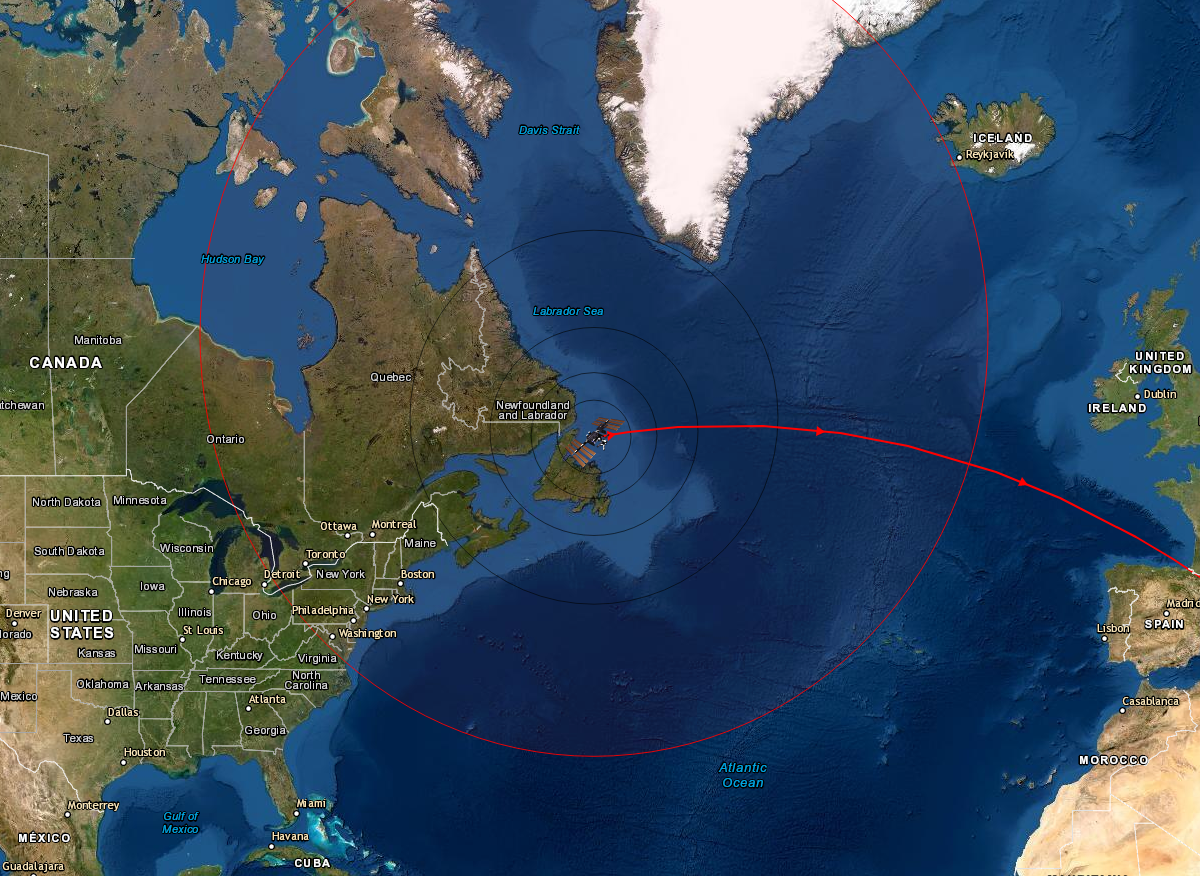 Davis Strait
ICELAND
Reykjavik
Hudson Bay
Labrador Sea
Manitoba
CANADA
UNITED
KINGDOM
Quebec
Dublin
tchewan
Newfoundland
and Labrador
IRELAND
Ontario
North Dakota
Minnesota
Ottawa
Montreal
Maine
Wisconsin
South Dakota
Toronto
ng
Iowa
Chicago
Detroit
New York
Boston
Nebraska
New York
Madrid
Denver
UNITED
STATES
Illinois
Ohio
Philadelphia
SPAIN
lorado
St Louis
Washington
Lisbon
Kansas
Missouri
Kentucky
Virginia
Oklahoma
Arkansas
Tennessee
North
Carolina
Mexico
Atlanta
Casablanca
Dallas
Texas
Georgia
Houston
MOROCCO
Atlantic
Ocean
Monterrey
Miami
Gulf of
Mexico
MÉXICO
Havana
CUBA
Guadalajara